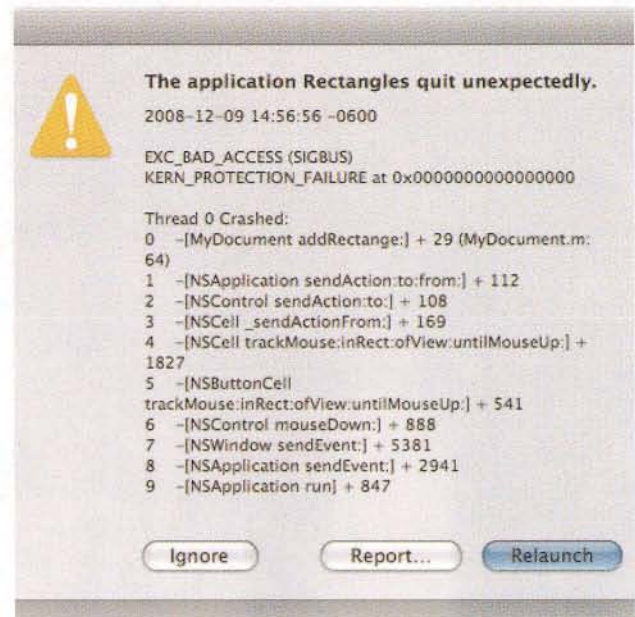 The application Rectangles quit unexpectedly.
2008-12-09 14:56:56 -0600
EXC_BAD_ACCESS (SIGBUS)
KERN_PROTECTION_FAILURE at 0x0000000000000000
Thread 0 Crashed:
0 -[MyDocument addRectange:] + 29 (MyDocument.m:
64)
1 -[NSApplication sendAction:to:from:] + 112
2 -[NSControl sendAction:to:] + 108
3 -[NSCell _sendActionFrom:] + 169
4 -[NSCell trackMouse:inRect:ofView:untilMouseUp:] +
1827
5 -[NSButtonCell
trackMouse:inRect:ofView:untilMouseUp:] + 541
6 -[NSControl mouseDown:] + 888
7 -[NSWindow sendEvent:] + 5381
8 -[NSApplication sendEvent:] + 2941
9 -[NSApplication run] + 847
Ignore Report... Relaunch